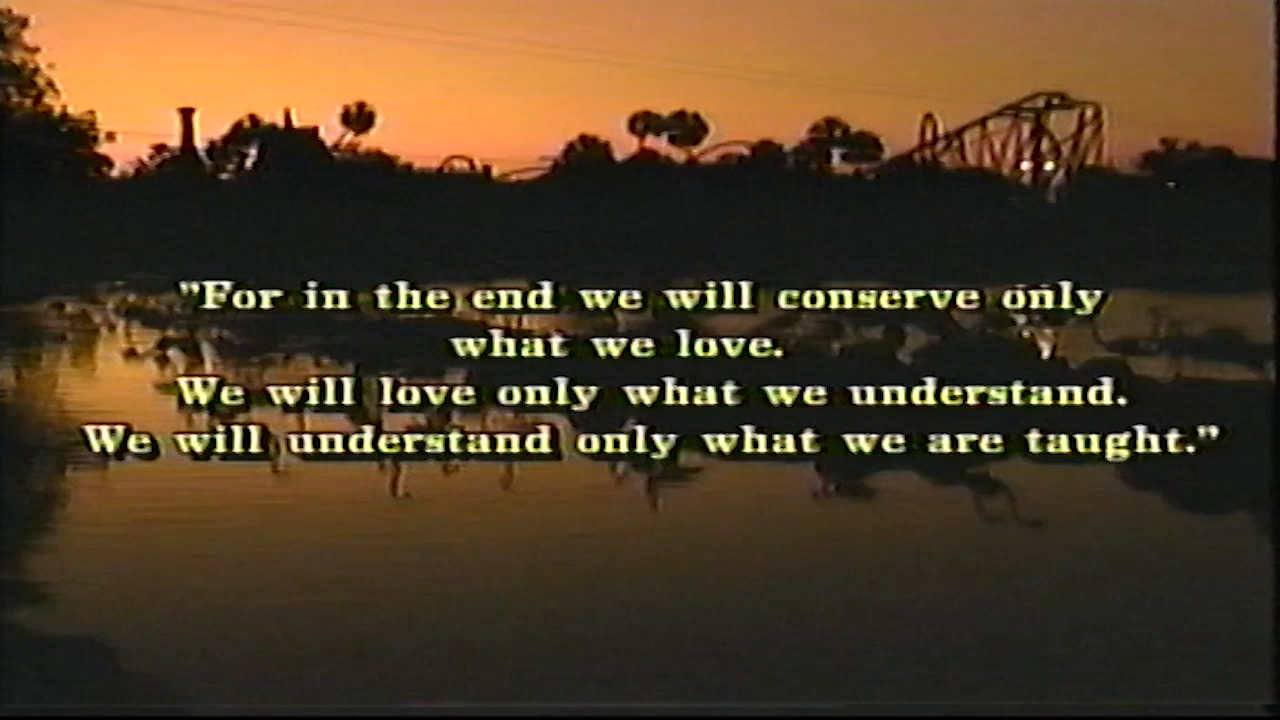 "For in the end we will conserve only
what we love.
We will love only what we understand.
We will understand only what we are taught."